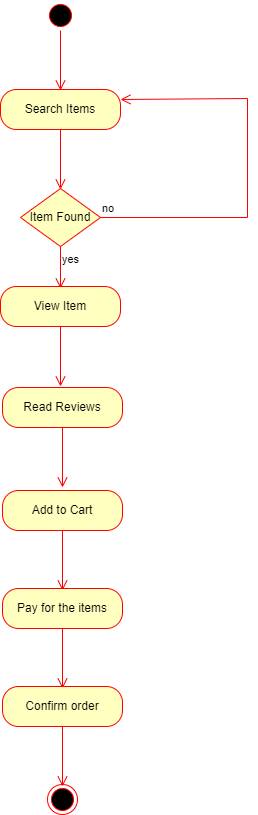 Search Items
Item Found
no
yes
View Item
Read Reviews
Add to Cart
Pay for the items
Confirm order